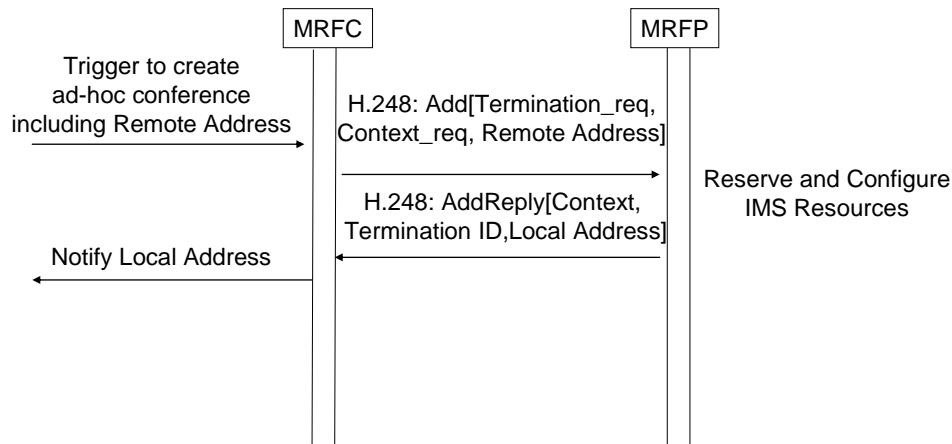 MRFC
MRFP
Trigger to create
ad-hoc conference
including Remote Address
H.248: Add[Termination_req,
Context_req, Remote Address]
Reserve and Configure
IMS Resources
H.248: AddReply[Context,
Termination ID,Local Address]
Notify Local Address